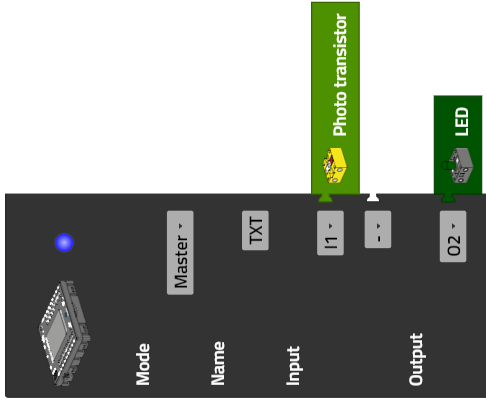 Mode
Master
Name
TXT
Input
I1 Photo transistor
-
Output
O2 LED